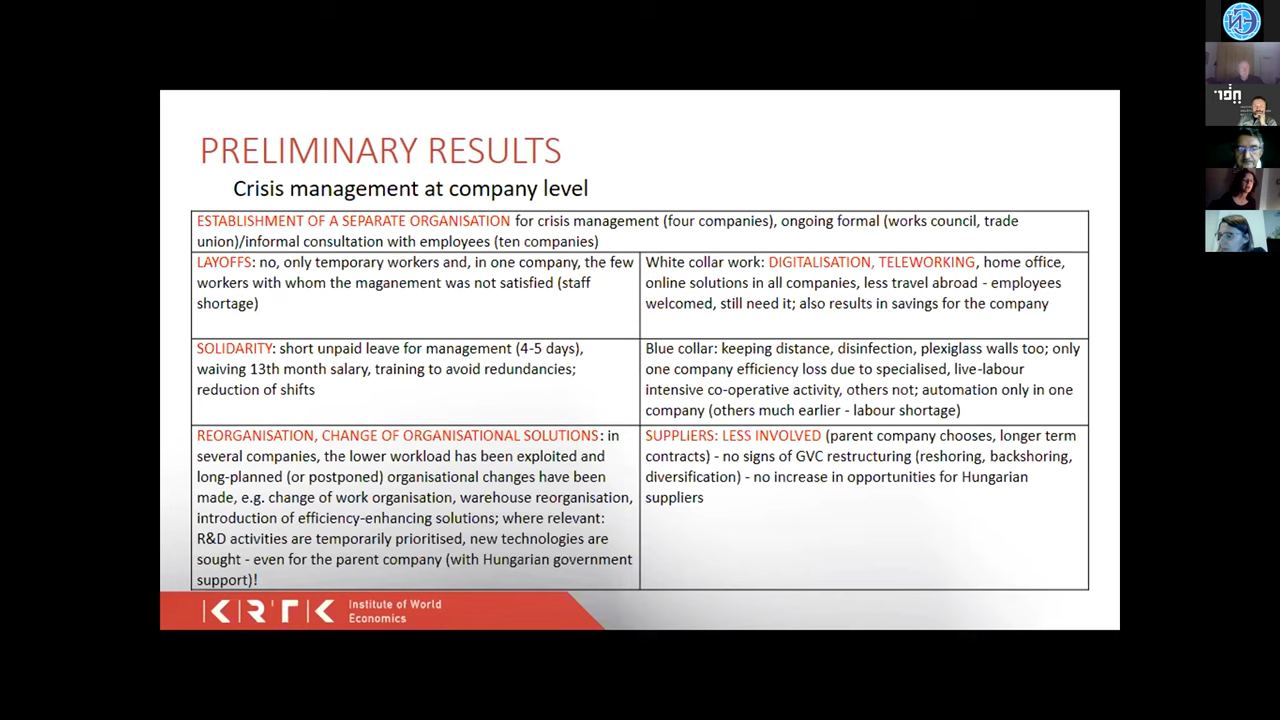 PRELIMINARY RESULTS
Crisis management at company level
ESTABLISHMENT OF A SEPARATE ORGANISATION for crisis management (four companies), ongoing formal (works council, trade
union)/informal consultation with employees (ten companies)
LAYOFFS: no, only temporary workers and, in one company, the few
workers with whom the maganement was not satisfied (staff
shortage)
White collar work: DIGITALISATION, TELEWORKING, home office,
online solutions in all companies, less travel abroad - employees
welcomed, still need it; also results in savings for the company
SOLIDARITY: short unpaid leave for management (4-5 days),
waiving 13th month salary, training to avoid redundancies;
reduction of shifts
Blue collar: keeping distance, disinfection, plexiglass walls too; only
one company efficiency loss due to specialised, live-labour
intensive co-operative activity, others not; automation only in one
company (others much earlier - labour shortage)
REORGANISATION, CHANGE OF ORGANISATIONAL SOLUTIONS: in
several companies, the lower workload has been exploited and
long-planned (or postponed) organisational changes have been
made, e.g. change of work organisation, warehouse reorganisation,
introduction of efficiency-enhancing solutions; where relevant:
R&D activities are temporarily prioritised, new technologies are
sought - even for the parent company (with Hungarian government
support)!
SUPPLIERS: LESS INVOLVED (parent company chooses, longer term
contracts) - no signs of GVC restructuring (reshoring, backshoring,
diversification) - no increase in opportunities for Hungarian
suppliers
KRTK
Institute of World
Economics